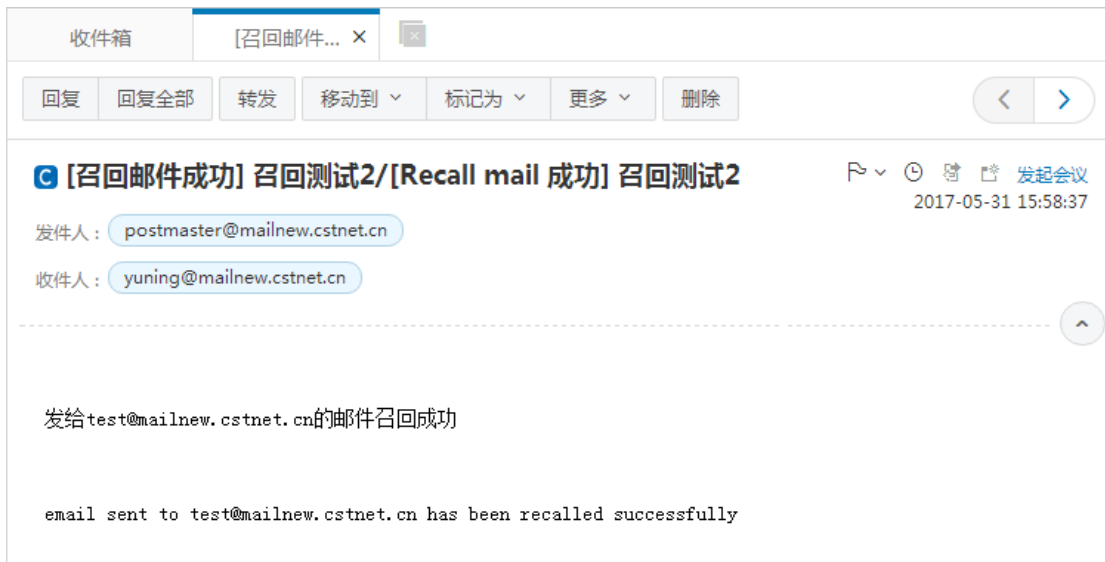 收件箱 [召回邮件... ×
回复 回复全部 转发 移动到 标记为 更多 删除
C [召回邮件成功] 召回测试2/[Recall mail 成功] 召回测试2 发起会议
2017-05-31 15:58:37
发件人： postmaster@mailnew.cstnet.cn
收件人： yuning@mailnew.cstnet.cn
发给test@mailnew.cstnet.cn的邮件召回成功
email sent to test@mailnew.cstnet.cn has been recalled successfully